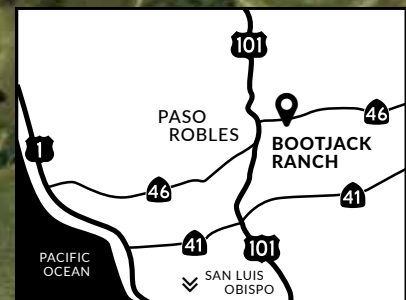 101
PASO
ROBLES
46
BOOTJACK
RANCH
1
46
41
41
PACIFIC
OCEAN
101
SAN LUIS
OBISPO